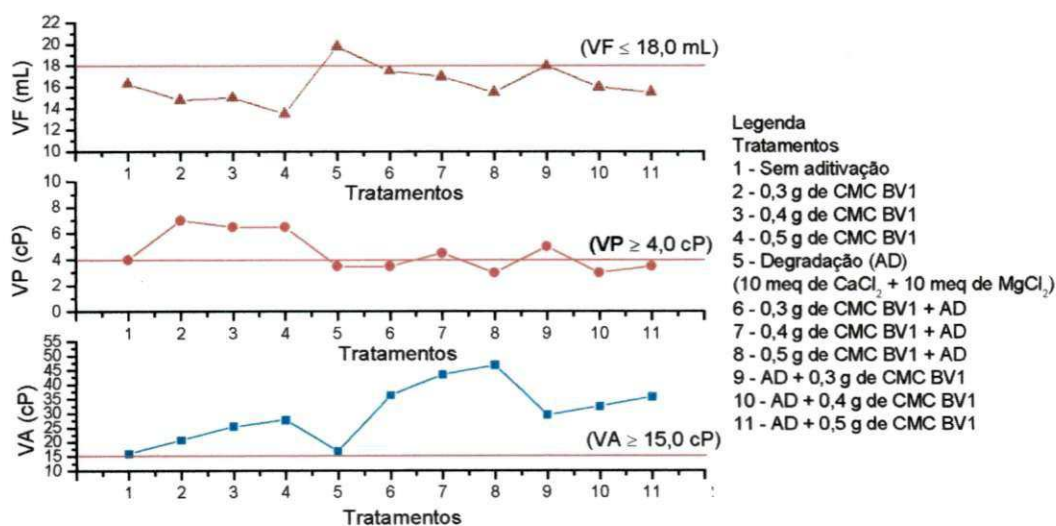 22
20
18
16
14
12
10
VF (mL)
(VF ≤ 18,0 mL)
1 2 3 4 5 6 7 8 9 10 11
Tratamentos
10
8
6
4
2
0
VP (cP)
(VP ≥ 4,0 cP)
1 2 3 4 5 6 7 8 9 10 11
Tratamentos
55
50
45
40
35
30
25
20
15
10
VA (cP)
(VA ≥ 15,0 cP)
1 2 3 4 5 6 7 8 9 10 11
Tratamentos
Legenda
Tratamentos
1 - Sem aditivação
2 - 0,3 g de CMC BV1
3 - 0,4 g de CMC BV1
4 - 0,5 g de CMC BV1
5 - Degradação (AD)
(10 meq de CaCl₂ + 10 meq de MgCl₂)
6 - 0,3 g de CMC BV1 + AD
7 - 0,4 g de CMC BV1 + AD
8 - 0,5 g de CMC BV1 + AD
9 - AD + 0,3 g de CMC BV1
10 - AD + 0,4 g de CMC BV1
11 - AD + 0,5 g de CMC BV1